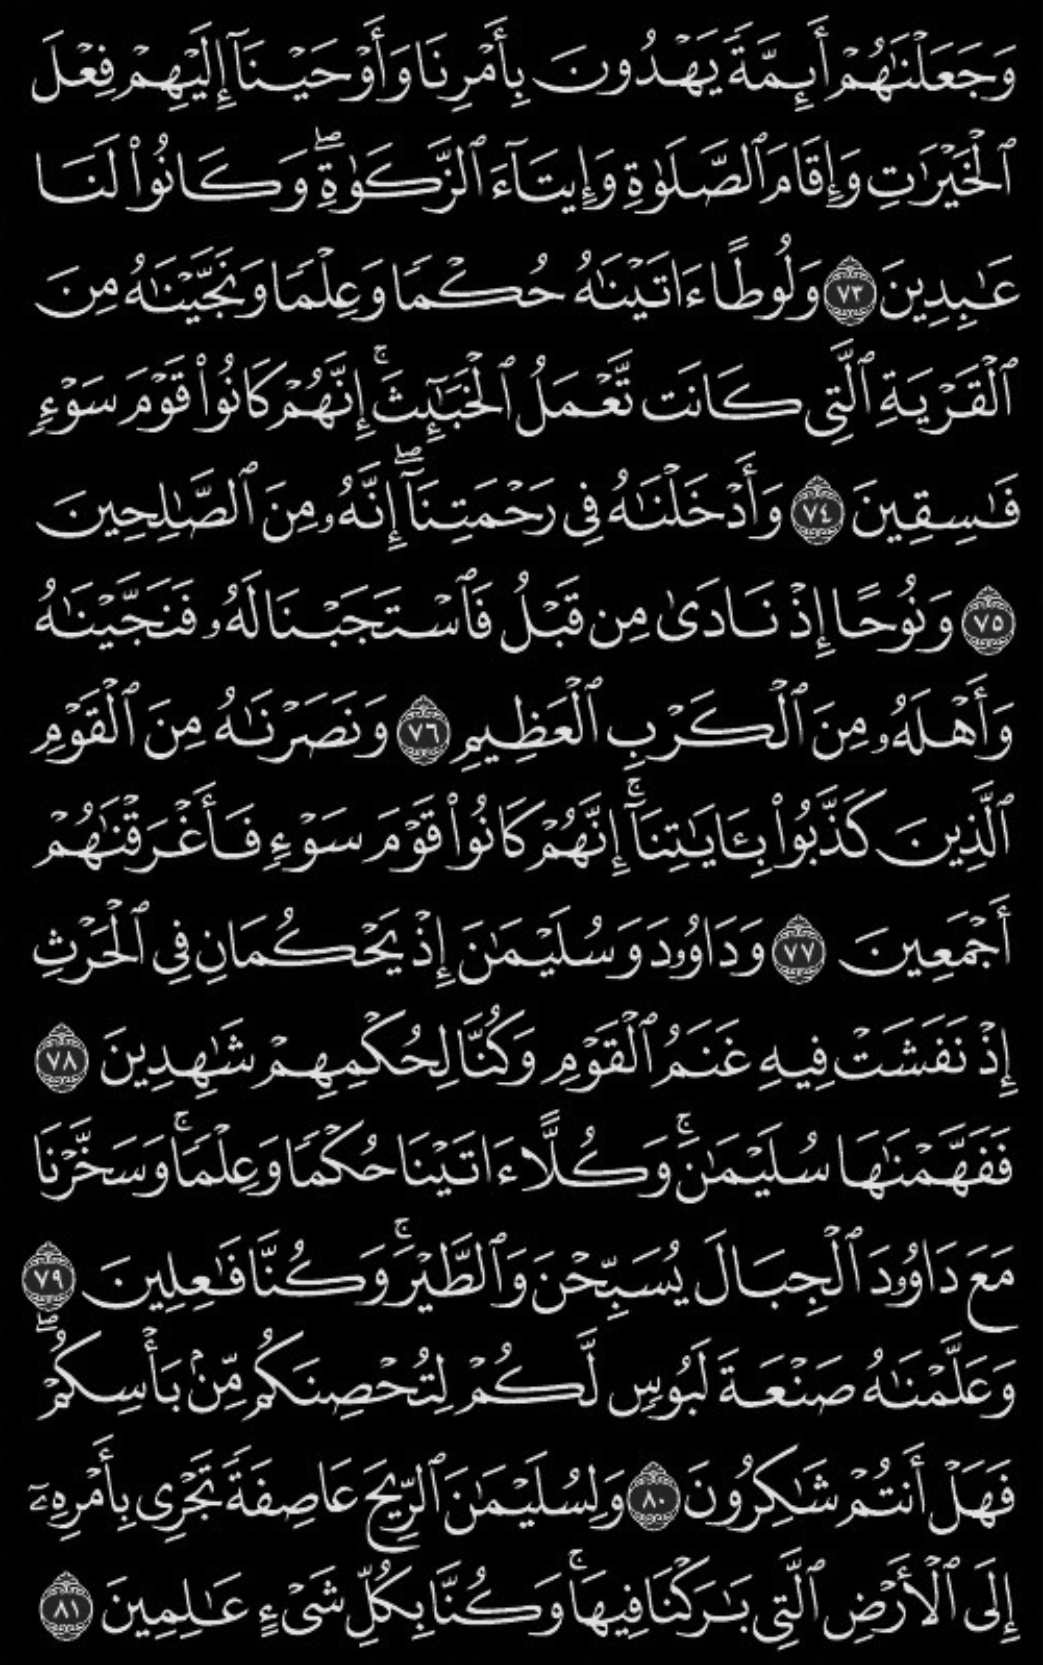 وَجَعَلْنَٰهُمْ أَئِمَّةً يَهْدُونَ بِأَمْرِنَا وَأَوْحَيْنَآ إِلَيْهِمْ فِعْلَ
ٱلْخَيْرَٰتِ وَإِقَامَ ٱلصَّلَوٰةِ وَإِيتَآءَ ٱلزَّكَوٰةِ ۖ وَكَانُوا۟ لَنَا
عَٰبِدِينَ ٧٣ وَلُوطًا ءَاتَيْنَٰهُ حُكْمًا وَعِلْمًا وَنَجَّيْنَٰهُ مِنَ
ٱلْقَرْيَةِ ٱلَّتِى كَانَت تَّعْمَلُ ٱلْخَبَٰٓئِثَ ۗ إِنَّهُمْ كَانُوا۟ قَوْمَ سَوْءٍ
فَٰسِقِينَ ٧٤ وَأَدْخَلْنَٰهُ فِى رَحْمَتِنَآ ۖ إِنَّهُۥ مِنَ ٱلصَّٰلِحِينَ
٧٥ وَنُوحًا إِذْ نَادَىٰ مِن قَبْلُ فَٱسْتَجَبْنَا لَهُۥ فَنَجَّيْنَٰهُ
وَأَهْلَهُۥ مِنَ ٱلْكَرْبِ ٱلْعَظِيمِ ٧٦ وَنَصَرْنَٰهُ مِنَ ٱلْقَوْمِ
ٱلَّذِينَ كَذَّبُوا۟ بِـَٔايَٰتِنَآ ۚ إِنَّهُمْ كَانُوا۟ قَوْمَ سَوْءٍ فَأَغْرَقْنَٰهُمْ
أَجْمَعِينَ ٧٧ وَدَاوُۥدَ وَسُلَيْمَٰنَ إِذْ يَحْكُمَانِ فِى ٱلْحَرْثِ
إِذْ نَفَشَتْ فِيهِ غَنَمُ ٱلْقَوْمِ وَكُنَّا لِحُكْمِهِمْ شَٰهِدِينَ ٧٨
فَفَهَّمْنَٰهَا سُلَيْمَٰنَ ۚ وَكُلًّا ءَاتَيْنَا حُكْمًا وَعِلْمًا ۚ وَسَخَّرْنَا
مَعَ دَاوُۥدَ ٱلْجِبَالَ يُسَبِّحْنَ وَٱلطَّيْرَ ۚ وَكُنَّا فَٰعِلِينَ ٧٩
وَعَلَّمْنَٰهُ صَنْعَةَ لَبُوسٍ لَّكُمْ لِتُحْصِنَكُم مِّنۢ بَأْسِكُمْ ۖ
فَهَلْ أَنتُمْ شَٰكِرُونَ ٨٠ وَلِسُلَيْمَٰنَ ٱلرِّيحَ عَاصِفَةً تَجْرِى بِأَمْرِهِۦٓ
إِلَى ٱلْأَرْضِ ٱلَّتِى بَٰرَكْنَا فِيهَا ۚ وَكُنَّا بِكُلِّ شَىْءٍ عَٰلِمِينَ ٨١